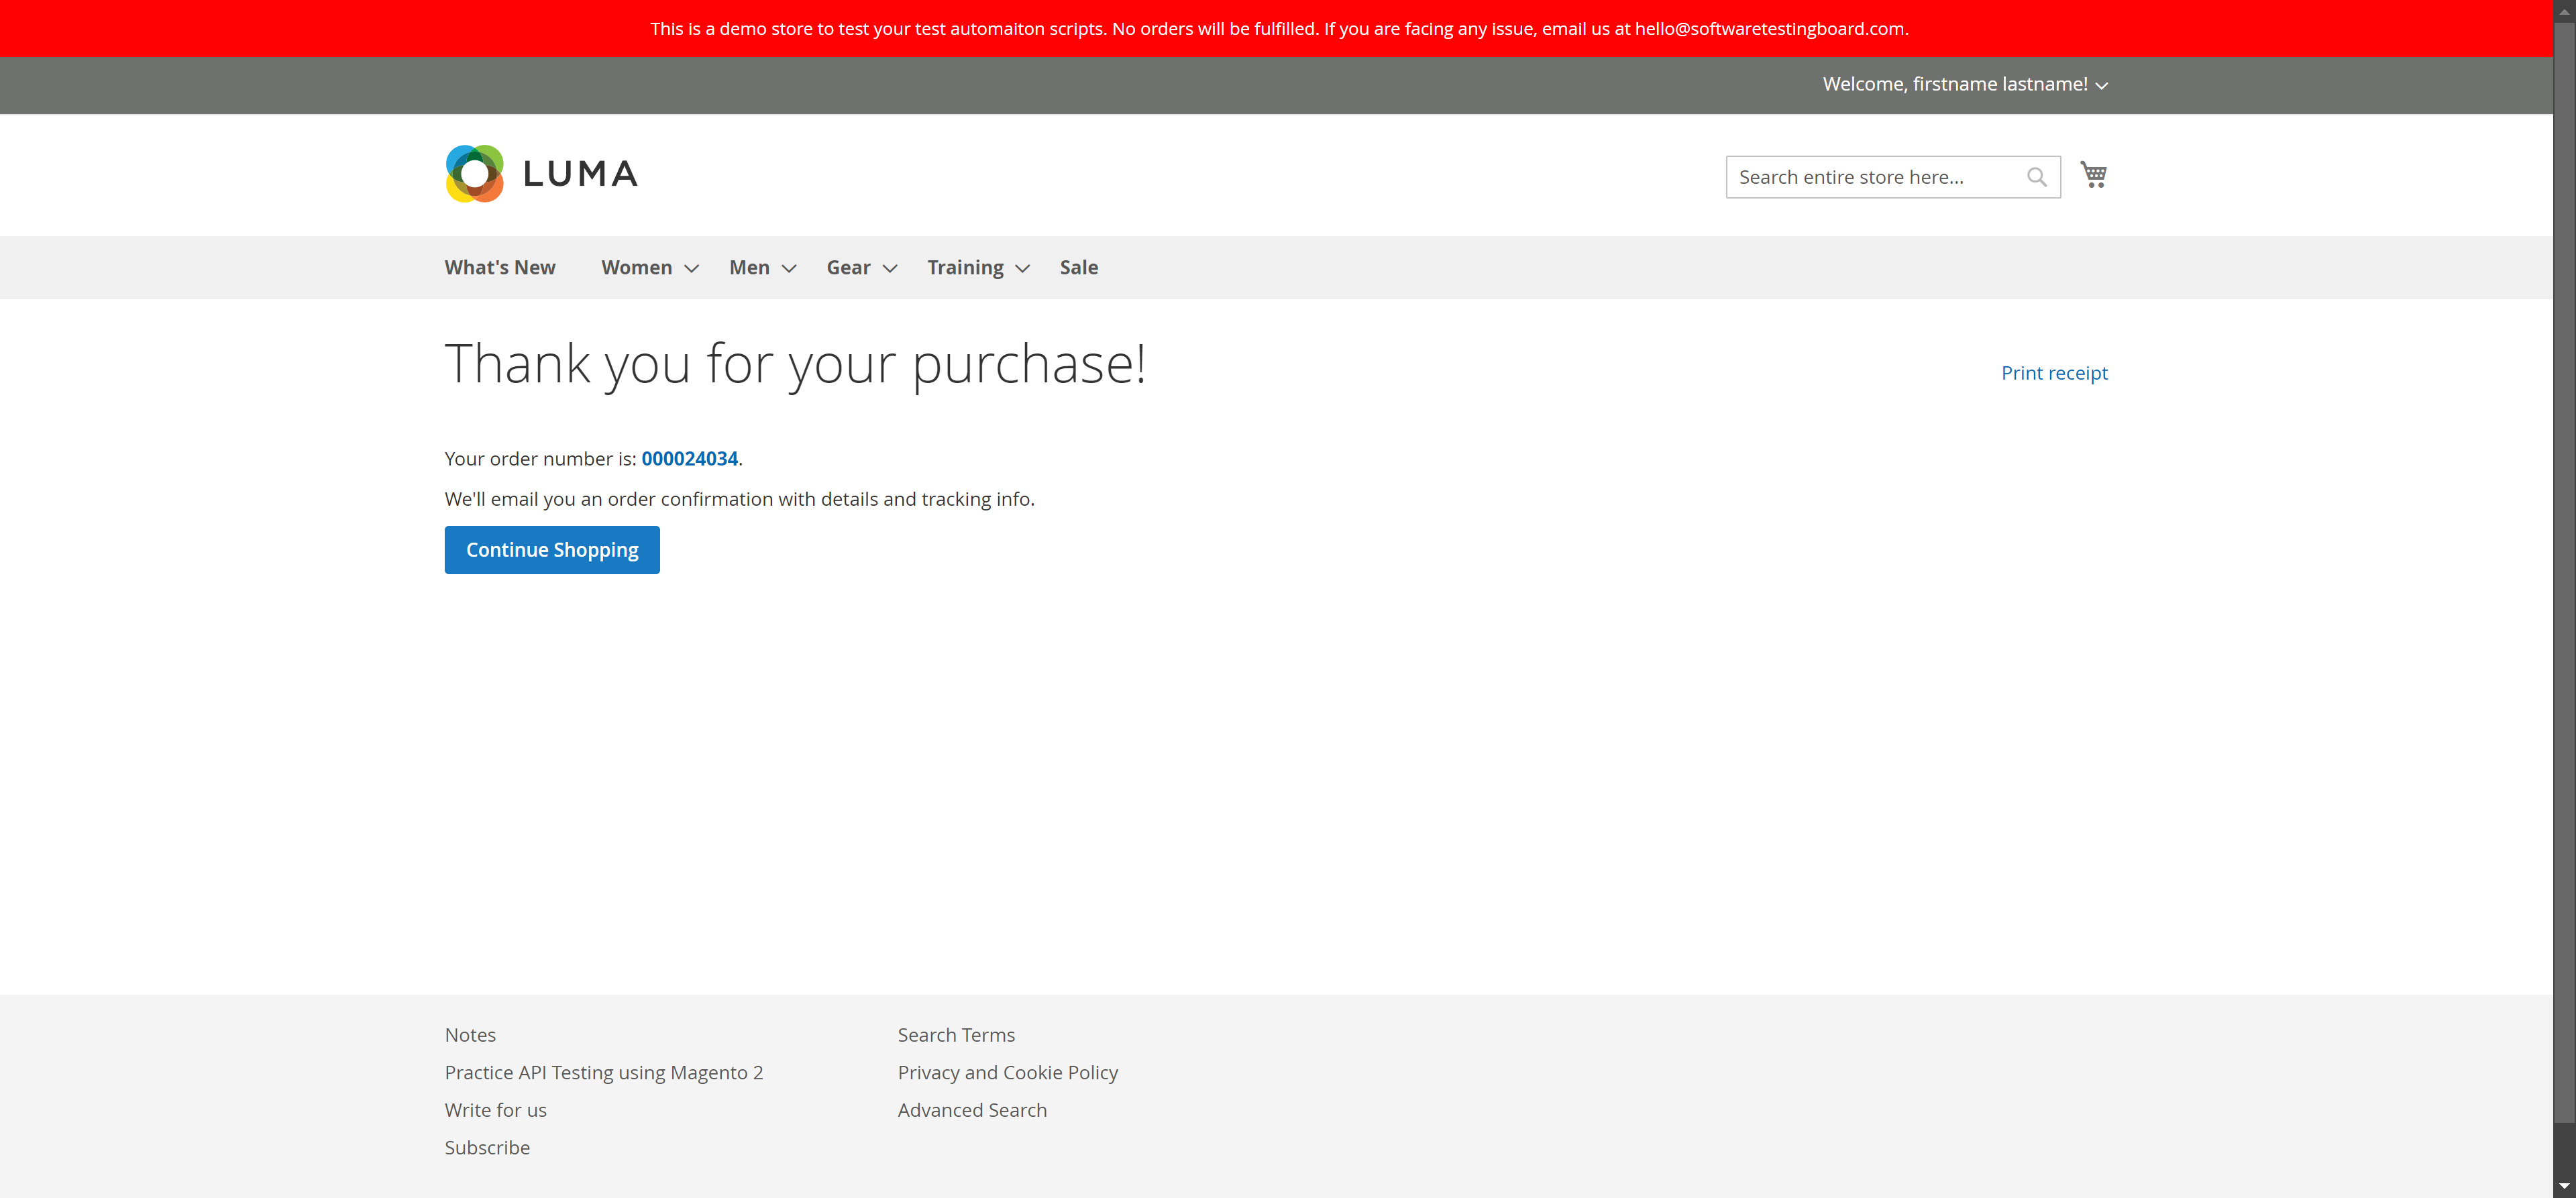 This is a demo store to test your test automaiton scripts. No orders will be fulfilled. If you are facing any issue, email us at hello@softwaretestingboard.com.
Welcome, firstname lastname!
LUMA
Search entire store here...
What's New Women Men Gear Training Sale
Thank you for your purchase!
Print receipt
Your order number is: 000024034.
We'll email you an order confirmation with details and tracking info.
Continue Shopping
Notes
Practice API Testing using Magento 2
Write for us
Subscribe
Search Terms
Privacy and Cookie Policy
Advanced Search